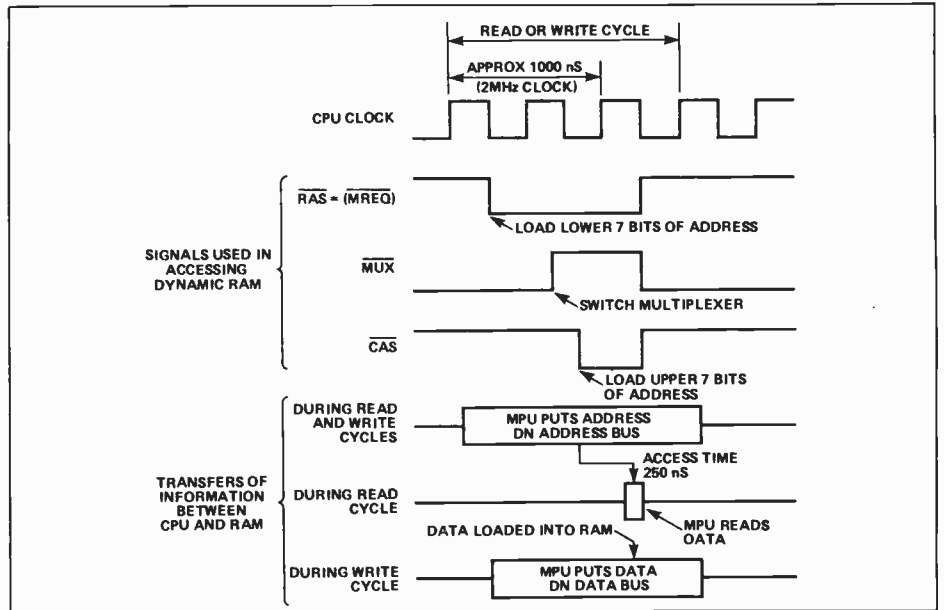 READ OR WRITE CYCLE
APPROX 1000 nS
(2MHz CLOCK)
CPU CLOCK
RAS = (MREQ)
LOAD LOWER 7 BITS OF ADDRESS
SIGNALS USED IN
ACCESSING
DYNAMIC RAM
MUX
SWITCH MULTIPLEXER
CAS
LOAD UPPER 7 BITS
OF ADDRESS
DURING READ
AND WRITE
CYCLES
MPU PUTS ADDRESS
DN ADDRESS BUS
ACCESS TIME
250 nS
TRANSFERS OF
INFORMATION
BETWEEN
CPU AND RAM
DURING READ
CYCLE
MPU READS
OATA
DATA LOADED INTO RAM
DURING WRITE
CYCLE
MPU PUTS DATA
DN DATA BUS